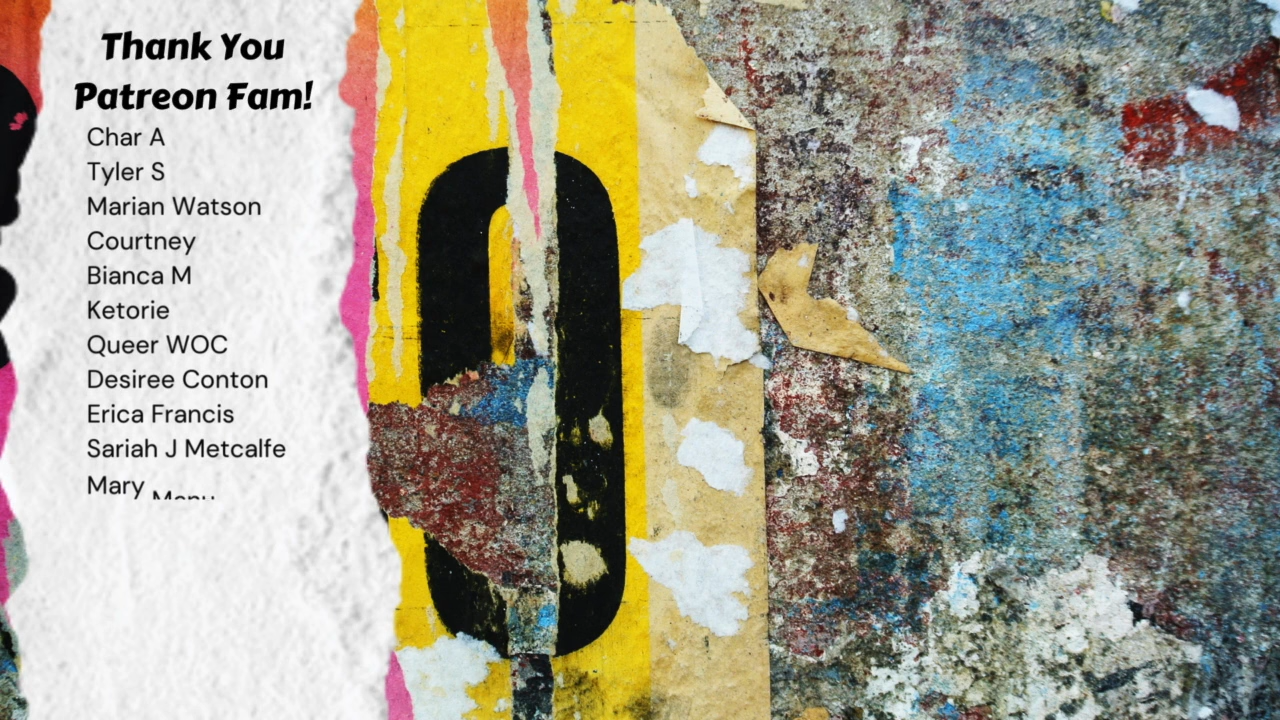 Thank You
Patreon Fam!
Char A
Tyler S
Marian Watson
Courtney
Bianca M
Ketorie
Queer WOC
Desiree Conton
Erica Francis
Sariah J Metcalfe
Mary
0